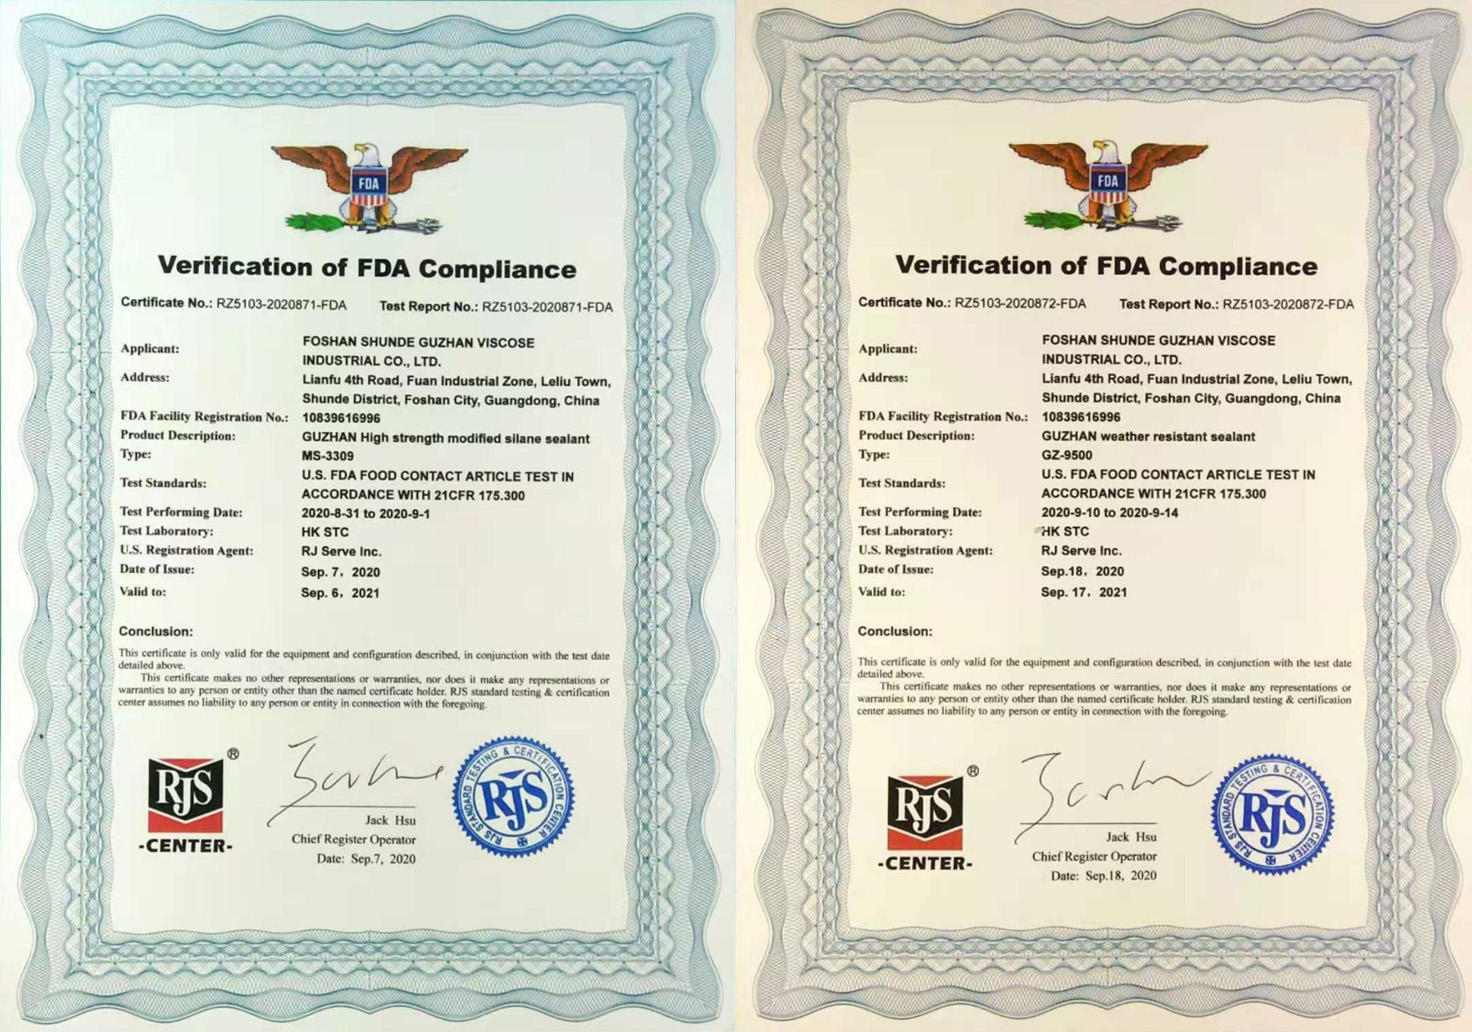 FDA
Verification of FDA Compliance
Certificate No.: RZ5103-2020871-FDA Test Report No.: RZ5103-2020871-FDA
Applicant: FOSHAN SHUNDE GUZHAN VISCOSE
INDUSTRIAL CO., LTD.
Address: Lianfu 4th Road, Fuan Industrial Zone, Leliu Town,
Shunde District, Foshan City, Guangdong, China
FDA Facility Registration No.: 10839616996
Product Description: GUZHAN High strength modified silane sealant
Type: MS-3309
Test Standards: U.S. FDA FOOD CONTACT ARTICLE TEST IN
ACCORDANCE WITH 21CFR 175.300
Test Performing Date: 2020-8-31 to 2020-9-1
Test Laboratory: HK STC
U.S. Registration Agent: RJ Serve Inc.
Date of Issue: Sep. 7, 2020
Valid to: Sep. 6, 2021
Conclusion:
This certificate is only valid for the equipment and configuration described, in conjunction with the test date
detailed above.
This certificate makes no other representations or warranties, nor does it make any representations or
warranties to any person or entity other than the named certificate holder. RJS standard testing & certification
center assumes no liability to any person or entity in connection with the foregoing.
RJS ®
-CENTER-
Jack Hsu
Chief Register Operator
Date: Sep.7, 2020
RJS STANDARD TESTING & CERTIFICATION CENTER
RJS
FDA
Verification of FDA Compliance
Certificate No.: RZ5103-2020872-FDA Test Report No.: RZ5103-2020872-FDA
Applicant: FOSHAN SHUNDE GUZHAN VISCOSE
INDUSTRIAL CO., LTD.
Address: Lianfu 4th Road, Fuan Industrial Zone, Leliu Town,
Shunde District, Foshan City, Guangdong, China
FDA Facility Registration No.: 10839616996
Product Description: GUZHAN weather resistant sealant
Type: GZ-9500
Test Standards: U.S. FDA FOOD CONTACT ARTICLE TEST IN
ACCORDANCE WITH 21CFR 175.300
Test Performing Date: 2020-9-10 to 2020-9-14
Test Laboratory: HK STC
U.S. Registration Agent: RJ Serve Inc.
Date of Issue: Sep.18, 2020
Valid to: Sep. 17, 2021
Conclusion:
This certificate is only valid for the equipment and configuration described, in conjunction with the test date
detailed above.
This certificate makes no other representations or warranties, nor does it make any representations or
warranties to any person or entity other than the named certificate holder. RJS standard testing & certification
center assumes no liability to any person or entity in connection with the foregoing.
RJS ®
-CENTER-
Jack Hsu
Chief Register Operator
Date: Sep.18, 2020
RJS STANDARD TESTING & CERTIFICATION CENTER
RJS